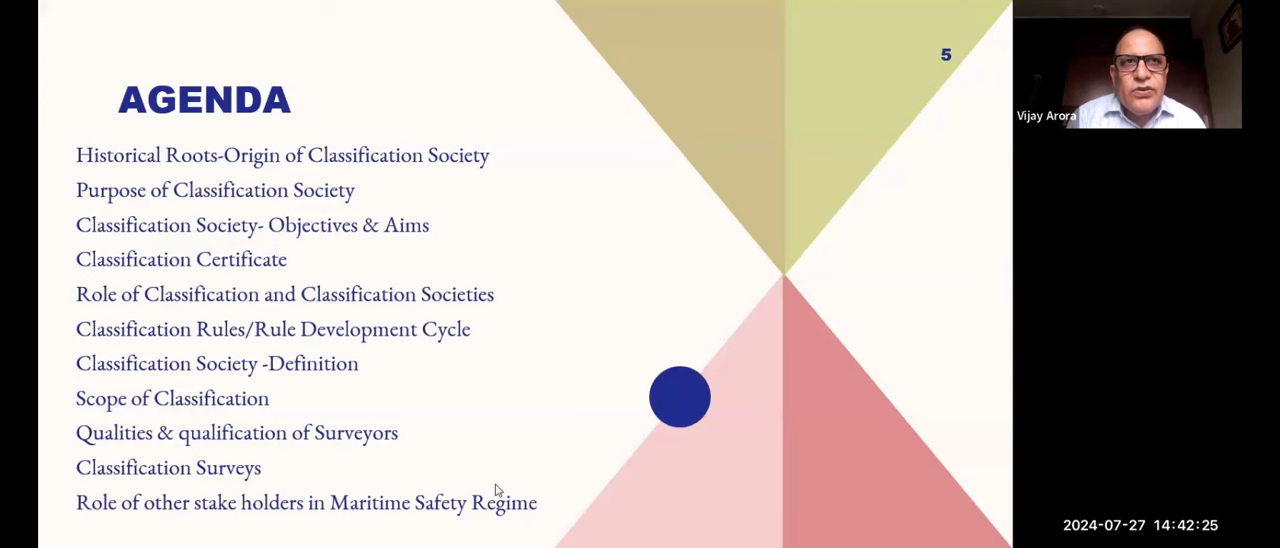 5
AGENDA
Historical Roots-Origin of Classification Society
Purpose of Classification Society
Classification Society- Objectives & Aims
Classification Certificate
Role of Classification and Classification Societies
Classification Rules/Rule Development Cycle
Classification Society -Definition
Scope of Classification
Qualities & qualification of Surveyors
Classification Surveys
Role of other stake holders in Maritime Safety Regime
Vijay Arora
2024-07-27 14:42:25